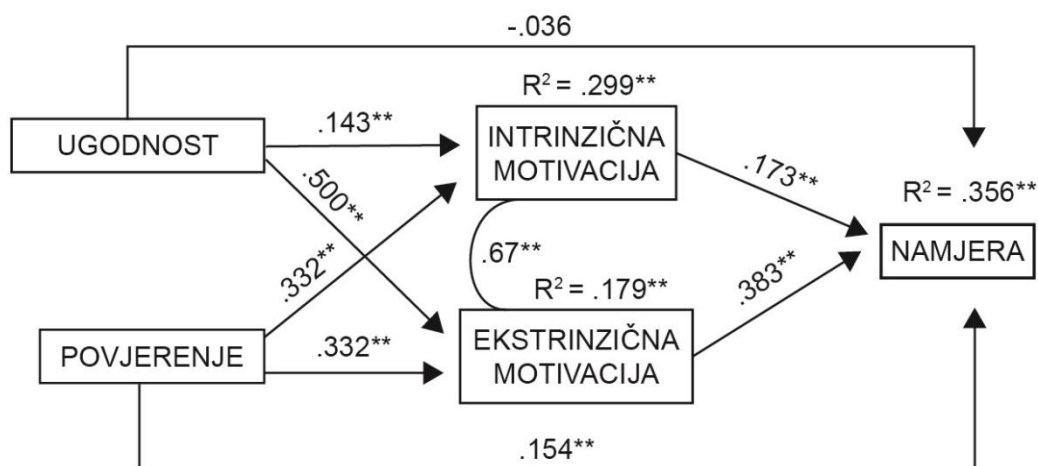 -.036
R² = .299**
UGODNOST
.143**
INTRINZIČNA
MOTIVACIJA
.173**
R² = .356**
.500**
NAMJERA
.332**
.67**
R² = .179**
.383**
POVJERENJE
.332**
EKSTRINZIČNA
MOTIVACIJA
.154**